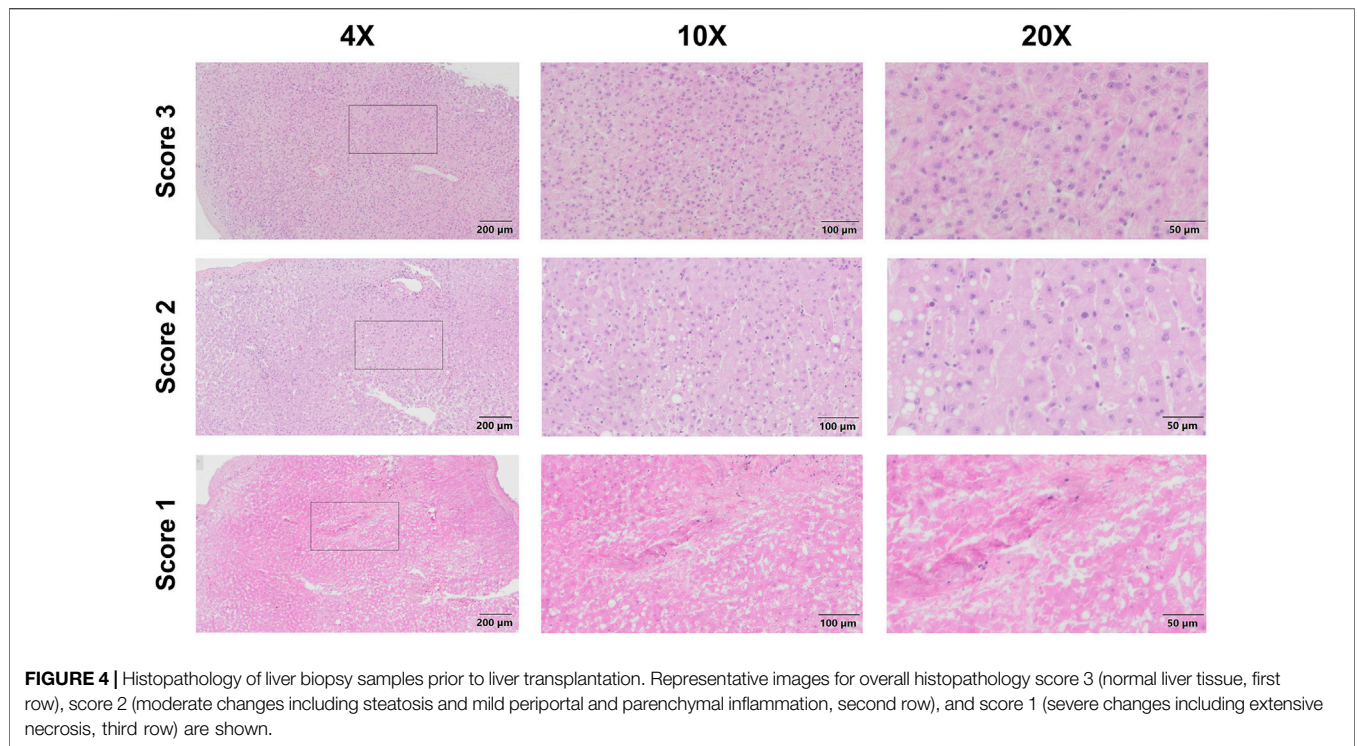 4X 10X 20X
Score 3
200 µm 100 µm 50 µm
Score 2
200 µm 100 µm 50 µm
Score 1
200 µm 100 µm 50 µm
FIGURE 4 | Histopathology of liver biopsy samples prior to liver transplantation. Representative images for overall histopathology score 3 (normal liver tissue, first
row), score 2 (moderate changes including steatosis and mild periportal and parenchymal inflammation, second row), and score 1 (severe changes including extensive
necrosis, third row) are shown.